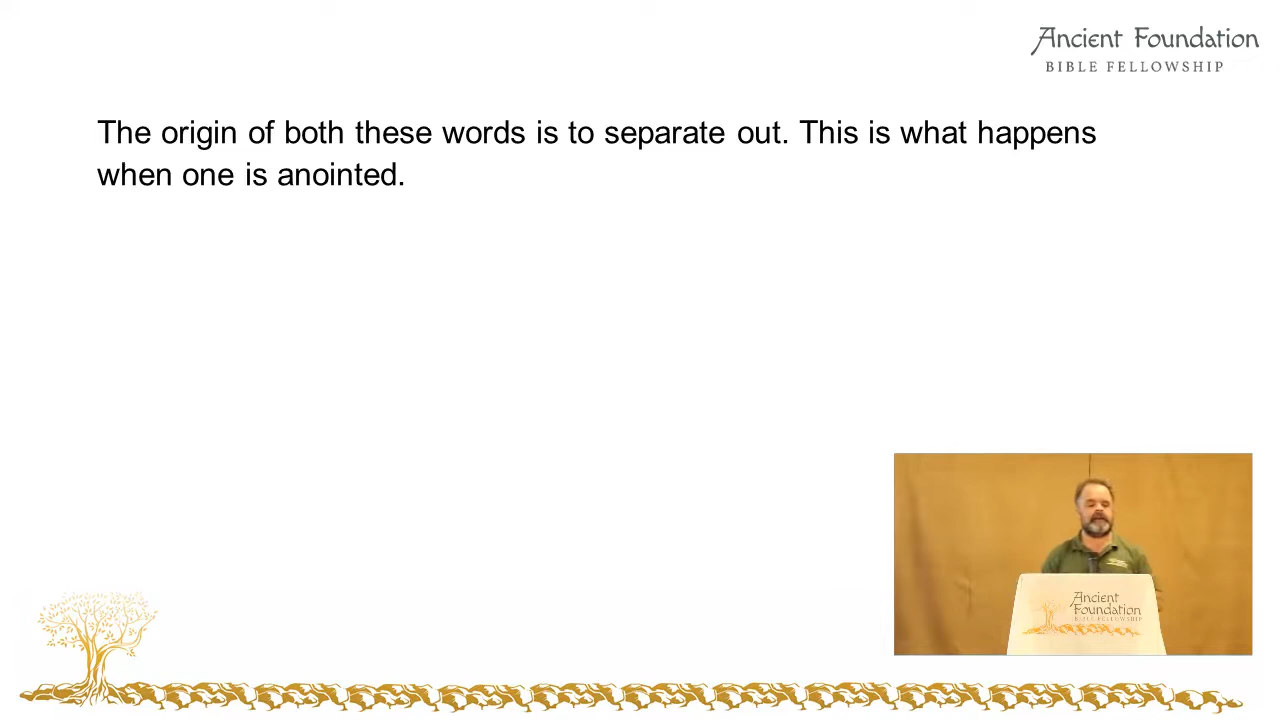 Ancient Foundation
BIBLE FELLOWSHIP
The origin of both these words is to separate out. This is what happens
when one is anointed.
Ancient
Foundation
BIBLE FELLOWSHIP